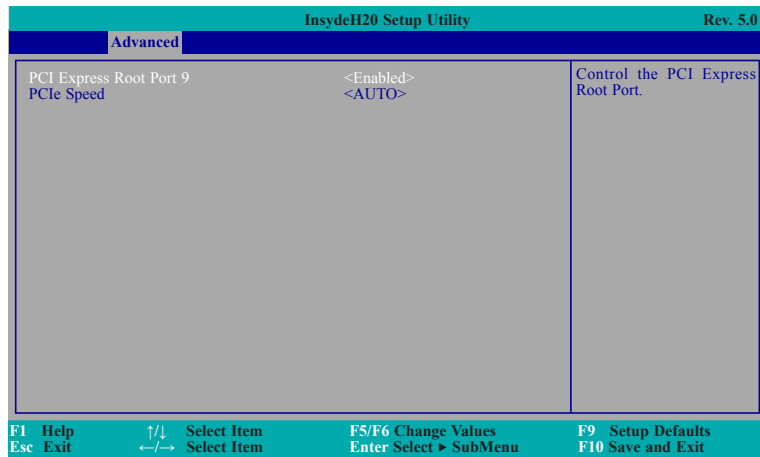 InsydeH20 Setup Utility Rev. 5.0
Advanced
PCI Express Root Port 9 <Enabled>
PCIe Speed <AUTO>
Control the PCI Express
Root Port.
F1 Help ↑/↓ Select Item F5/F6 Change Values F9 Setup Defaults
Esc Exit ←/→ Select Item Enter Select ► SubMenu F10 Save and Exit